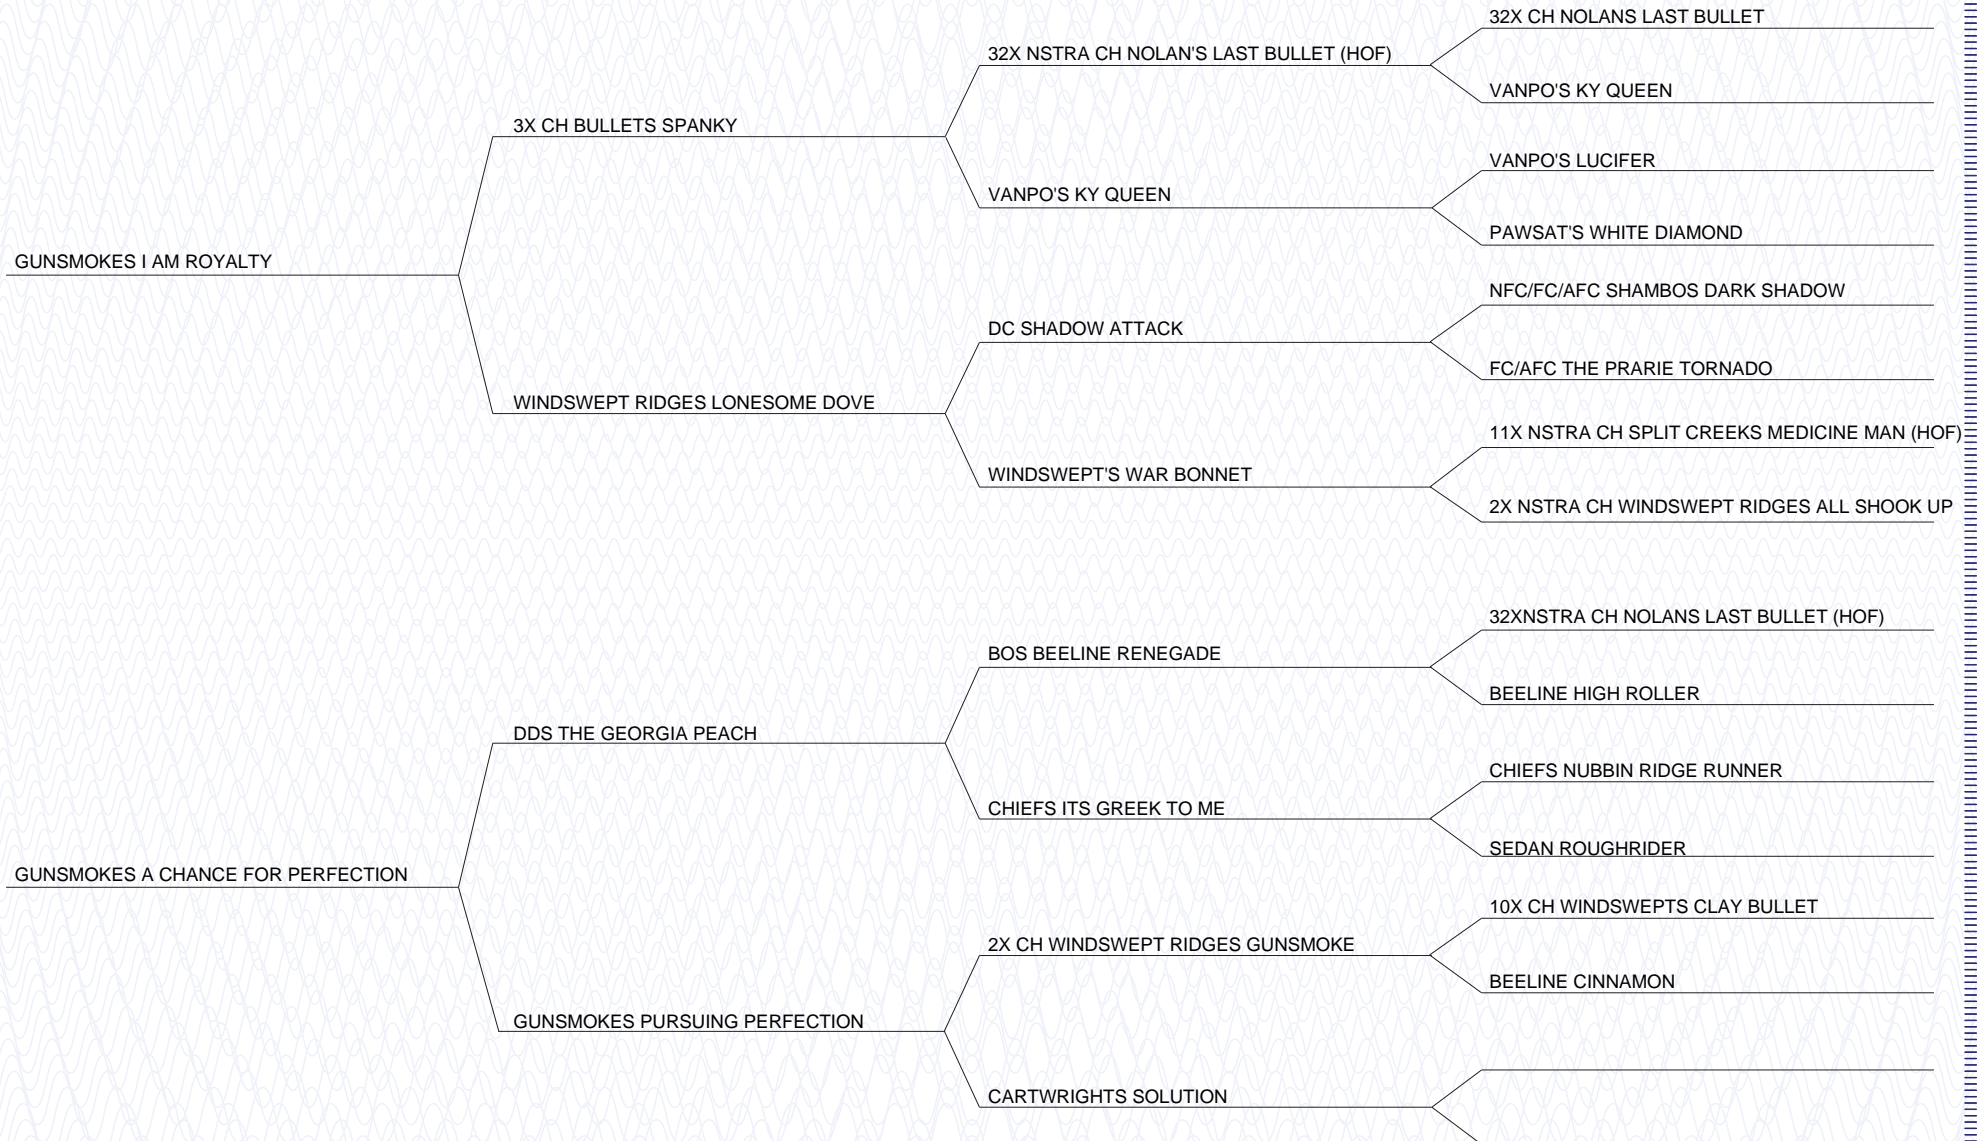 32X CH NOLANS LAST BULLET
32X NSTRA CH NOLAN'S LAST BULLET (HOF)
VANPO'S KY QUEEN
3X CH BULLETS SPANKY
VANPO'S LUCIFER
VANPO'S KY QUEEN
PAWSAT'S WHITE DIAMOND
GUNSMOKES I AM ROYALTY
NFC/FC/AFC SHAMBOS DARK SHADOW
DC SHADOW ATTACK
FC/AFC THE PRARIE TORNADO
WINDSWEPT RIDGES LONESOME DOVE
11X NSTRA CH SPLIT CREEKS MEDICINE MAN (HOF)
WINDSWEPT'S WAR BONNET
2X NSTRA CH WINDSWEPT RIDGES ALL SHOOK UP
32XNSTRA CH NOLANS LAST BULLET (HOF)
BOS BEELINE RENEGADE
BEELINE HIGH ROLLER
DDS THE GEORGIA PEACH
CHIEFS NUBBIN RIDGE RUNNER
CHIEFS ITS GREEK TO ME
SEDAN ROUGHRIDER
GUNSMOKES A CHANCE FOR PERFECTION
10X CH WINDSWEPTS CLAY BULLET
2X CH WINDSWEPT RIDGES GUNSMOKE
BEELINE CINNAMON
GUNSMOKES PURSUING PERFECTION
CARTWRIGHTS SOLUTION